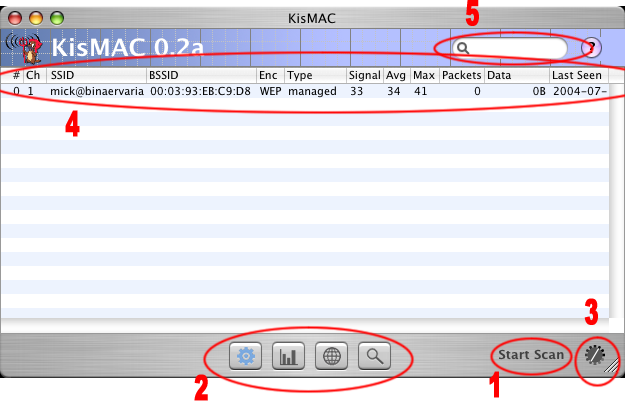 KisMAC
5
KisMAC 0.2a
?
# Ch SSID BSSID Enc Type Signal Avg Max Packets Data Last Seen
0 1 mick@binaervaria 00:03:93:EB:C9:D8 WEP managed 33 34 41 0 0B 2004-07-
4
3
Start Scan
2
1